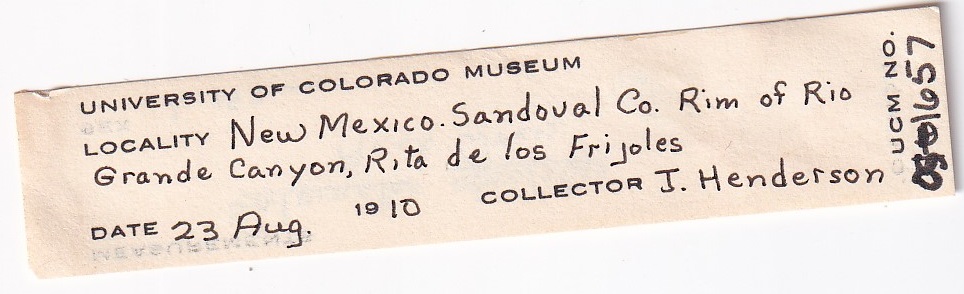 UNIVERSITY OF COLORADO MUSEUM
LOCALITY New Mexico. Sandoval Co. Rim of Rio
Grande Canyon, Rita de los Frijoles
DATE 23 Aug. 1910 COLLECTOR J. Henderson
UCM NO.